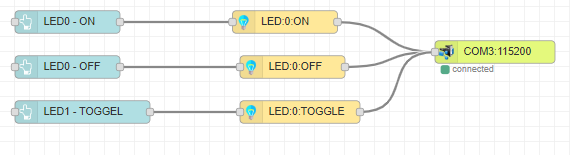 LED0 - ON
LED:0:ON
LED0 - OFF
LED:0:OFF
COM3:115200
connected
LED1 - TOGGEL
LED:0:TOGGLE